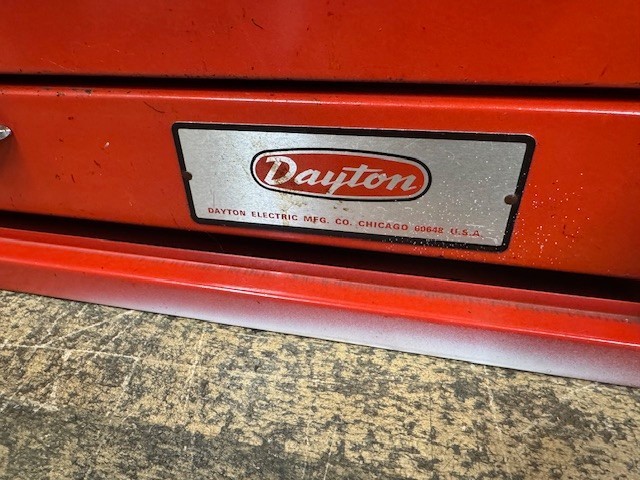 Dayton
DAYTON ELECTRIC MFG. CO. CHICAGO 60648 U.S.A.